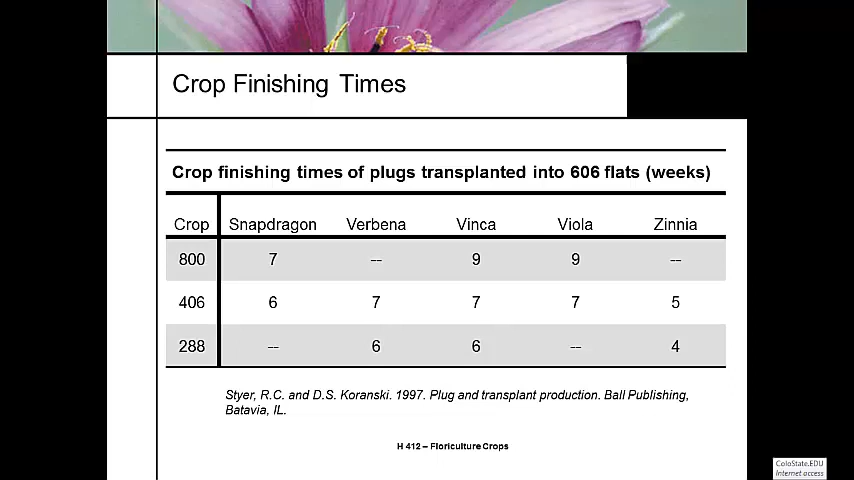 Crop Finishing Times
Crop finishing times of plugs transplanted into 606 flats (weeks)
Crop Snapdragon Verbena Vinca Viola Zinnia
800 7 -- 9 9 --
406 6 7 7 7 5
288 -- 6 6 -- 4
Styer, R.C. and D.S. Koranski. 1997. Plug and transplant production. Ball Publishing,
Batavia, IL.
H 412 – Floriculture Crops
ColoState.EDU
Internet access